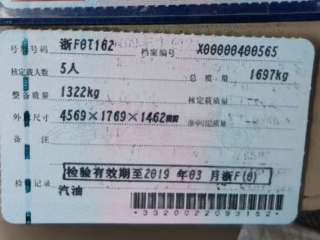 号牌号码 浙F0T162 档案编号 X00000400565
核定载人数 5人 总质量 1697kg
整备质量 1322kg 核定载质量
外廓尺寸 4569×1769×1462mm 准牵引总质量
备注
检验有效期至2019年03月浙F(0)
检验记录
汽油
*3320022093152*